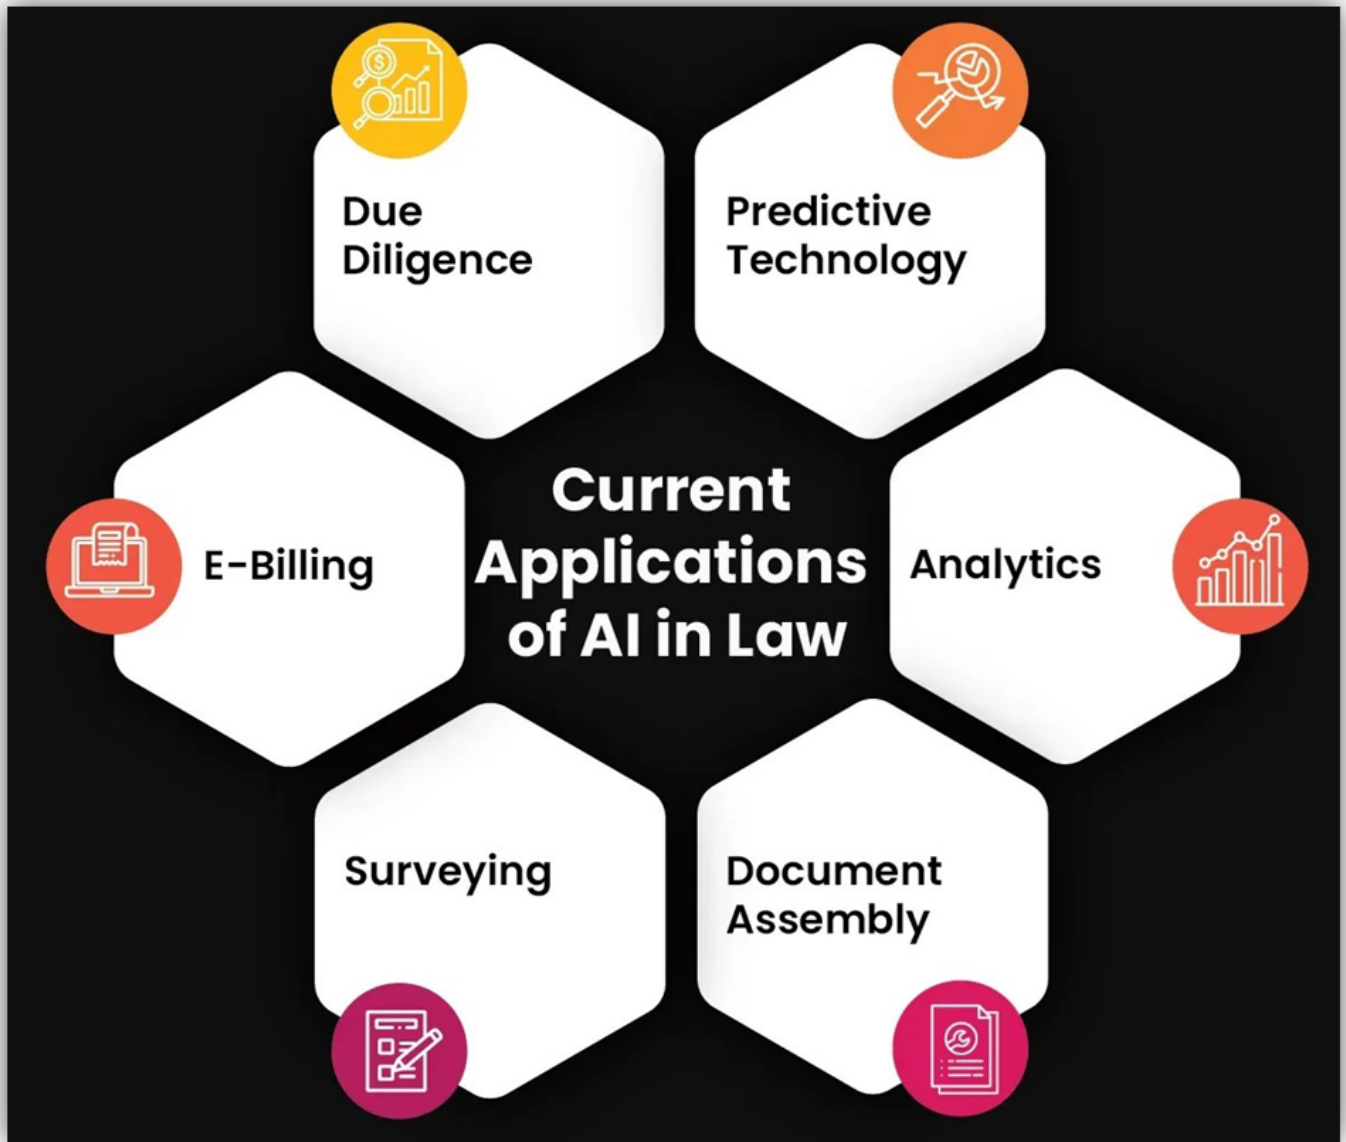 Due
Diligence
Predictive
Technology
E-Billing
Current
Applications
of AI in Law
Analytics
Surveying
Document
Assembly